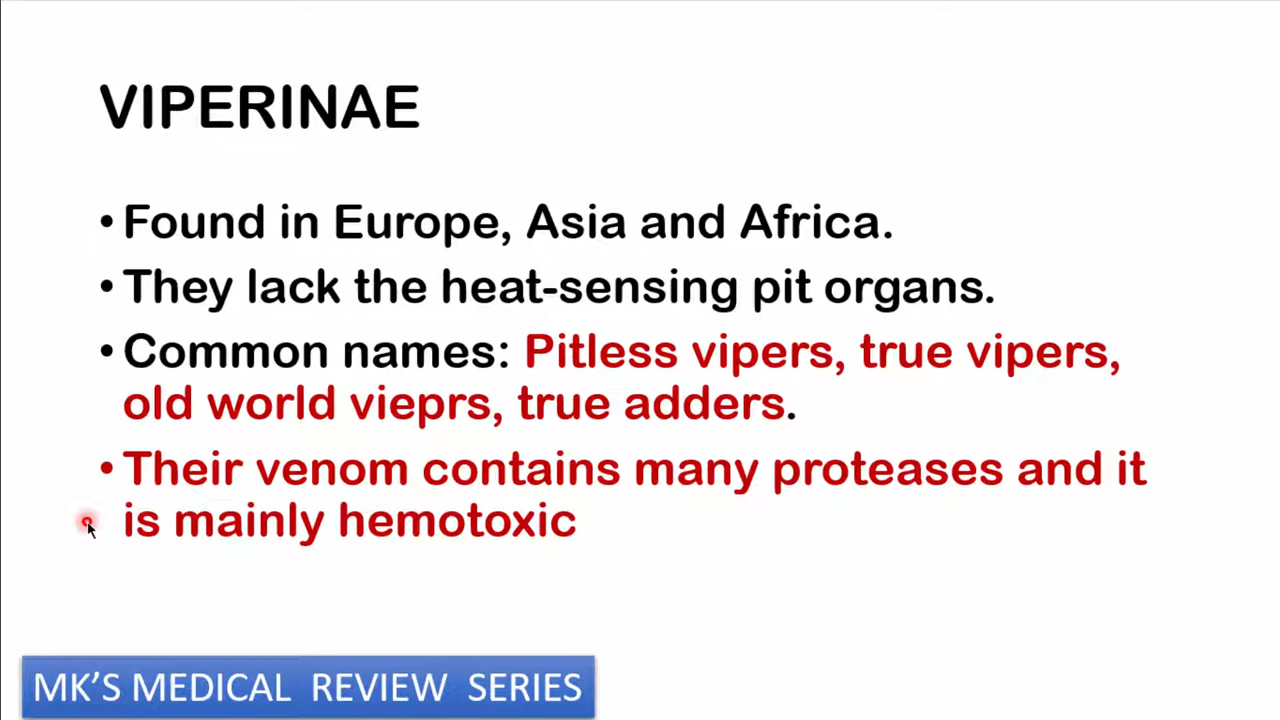 VIPERINAE
• Found in Europe, Asia and Africa.
• They lack the heat-sensing pit organs.
• Common names: Pitless vipers, true vipers,
old world vieprs, true adders.
• Their venom contains many proteases and it
is mainly hemotoxic
MK'S MEDICAL REVIEW SERIES